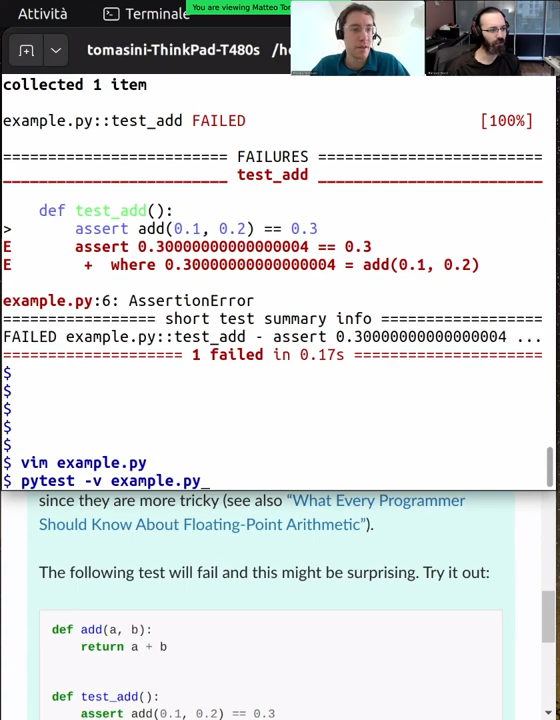 Attività
Terminale
You are viewing Matteo Tor
tomasini-ThinkPad-T480s
collected 1 item
example.py::test_add FAILED [100%]
========================= FAILURES =========================
_________________________ test_add _________________________
def test_add():
> assert add(0.1, 0.2) == 0.3
E assert 0.30000000000000004 == 0.3
E + where 0.30000000000000004 = add(0.1, 0.2)
example.py:6: AssertionError
================= short test summary info ==================
FAILED example.py::test_add - assert 0.30000000000000004 ...
==================== 1 failed in 0.17s =====================
$
$
$
$
$
$ vim example.py
$ pytest -v example.py_
since they are more tricky (see also “What Every Programmer
Should Know About Floating-Point Arithmetic”).
The following test will fail and this might be surprising. Try it out:
def add(a, b):
return a + b
def test_add():
assert add(0.1, 0.2) == 0.3